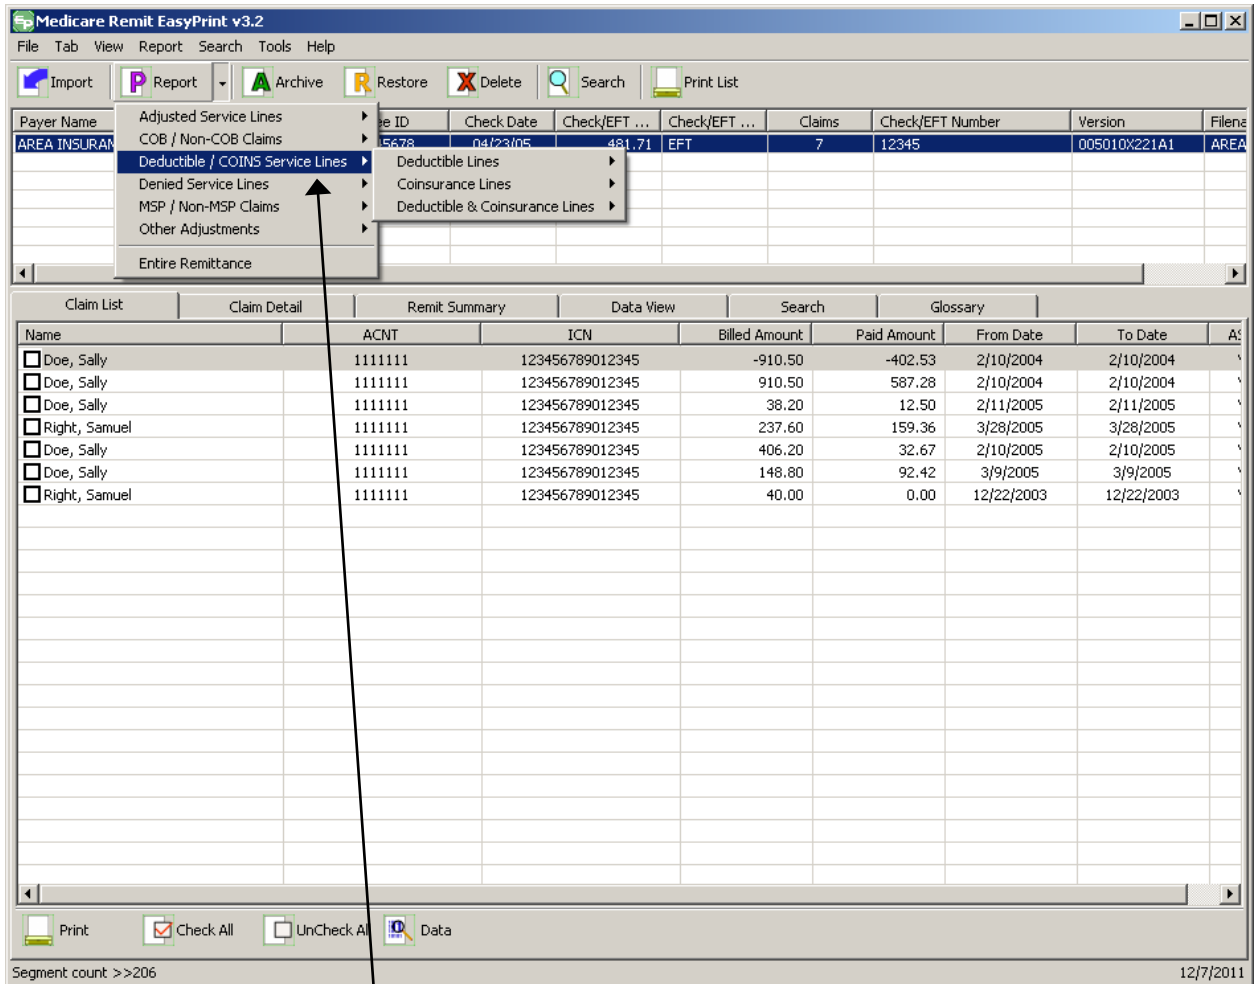 Medicare Remit EasyPrint v3.2
File Tab View Report Search Tools Help
Import Report Archive Restore Delete Search Print List
Payer Name ee ID Check Date Check/EFT ... Check/EFT ... Claims Check/EFT Number Version Filena
AREA INSURAN 45678 04/23/05 481.71 EFT 7 12345 005010X221A1 AREA
Adjusted Service Lines
COB / Non-COB Claims
Deductible / COINS Service Lines
Denied Service Lines
MSP / Non-MSP Claims
Other Adjustments
Entire Remittance
Deductible Lines
Coinsurance Lines
Deductible & Coinsurance Lines
Claim List Claim Detail Remit Summary Data View Search Glossary
Name ACNT ICN Billed Amount Paid Amount From Date To Date AS
Doe, Sally 1111111 123456789012345 -910.50 -402.53 2/10/2004 2/10/2004
Doe, Sally 1111111 123456789012345 910.50 587.28 2/10/2004 2/10/2004
Doe, Sally 1111111 123456789012345 38.20 12.50 2/11/2005 2/11/2005
Right, Samuel 1111111 123456789012345 237.60 159.36 3/28/2005 3/28/2005
Doe, Sally 1111111 123456789012345 406.20 32.67 2/10/2005 2/10/2005
Doe, Sally 1111111 123456789012345 148.80 92.42 3/9/2005 3/9/2005
Right, Samuel 1111111 123456789012345 40.00 0.00 12/22/2003 12/22/2003
Print Check All UnCheck All Data
Segment count >>206 12/7/2011